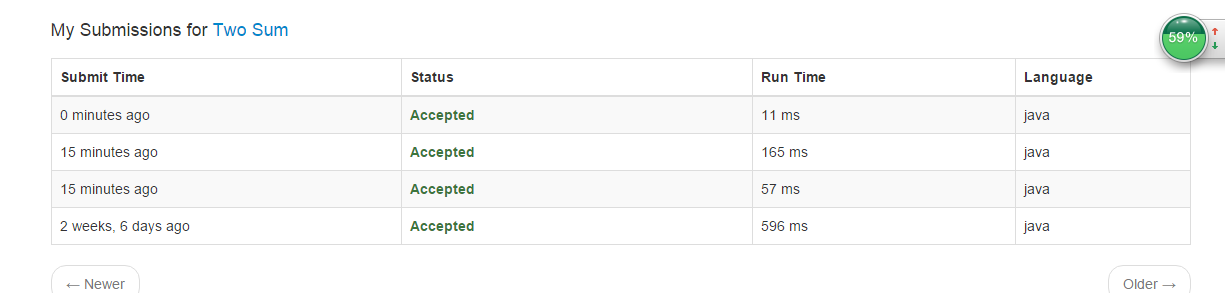 My Submissions for Two Sum
59%
Submit Time Status Run Time Language
0 minutes ago Accepted 11 ms java
15 minutes ago Accepted 165 ms java
15 minutes ago Accepted 57 ms java
2 weeks, 6 days ago Accepted 596 ms java
← Newer Older →